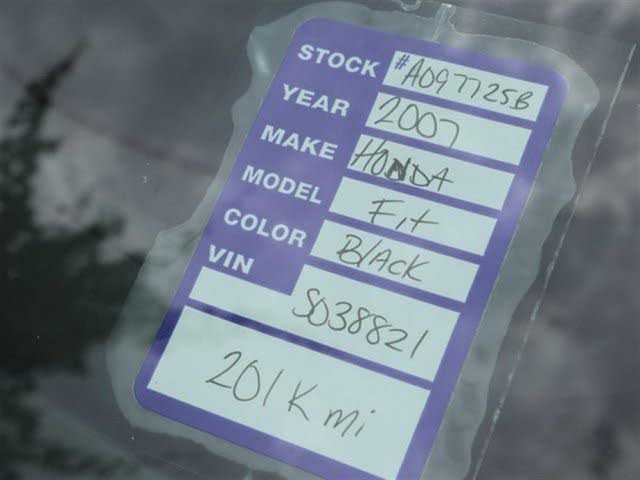 STOCK #A097725B
YEAR 2007
MAKE HONDA
MODEL Fit
COLOR BlAcK
VIN S038821
201K mi